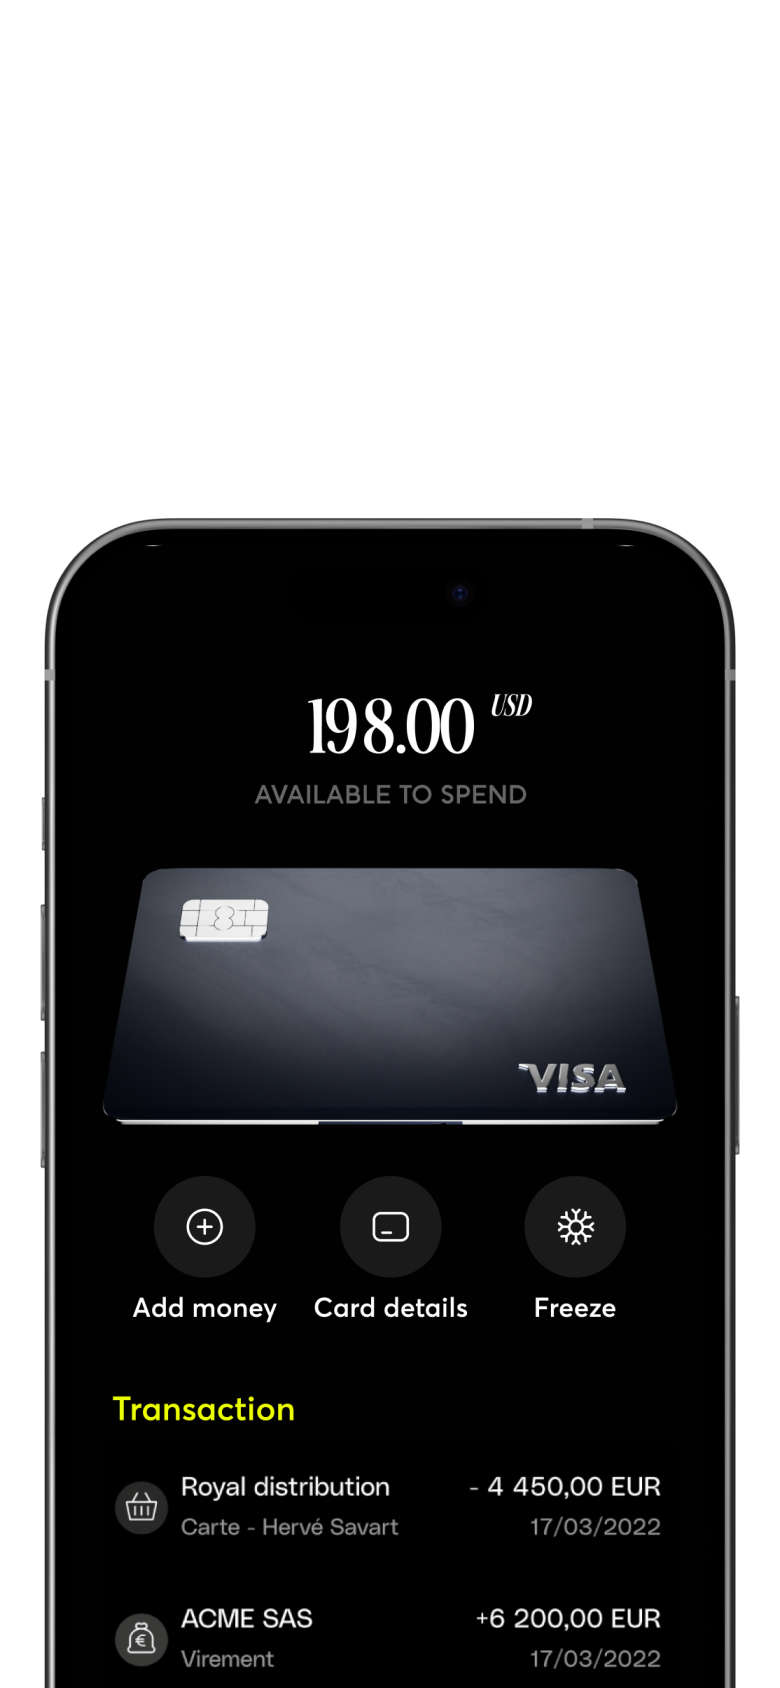 198.00 USD
AVAILABLE TO SPEND
VISA
Add money Card details Freeze
Transaction
Royal distribution - 4 450,00 EUR
Carte - Hervé Savart 17/03/2022
ACME SAS +6 200,00 EUR
Virement 17/03/2022